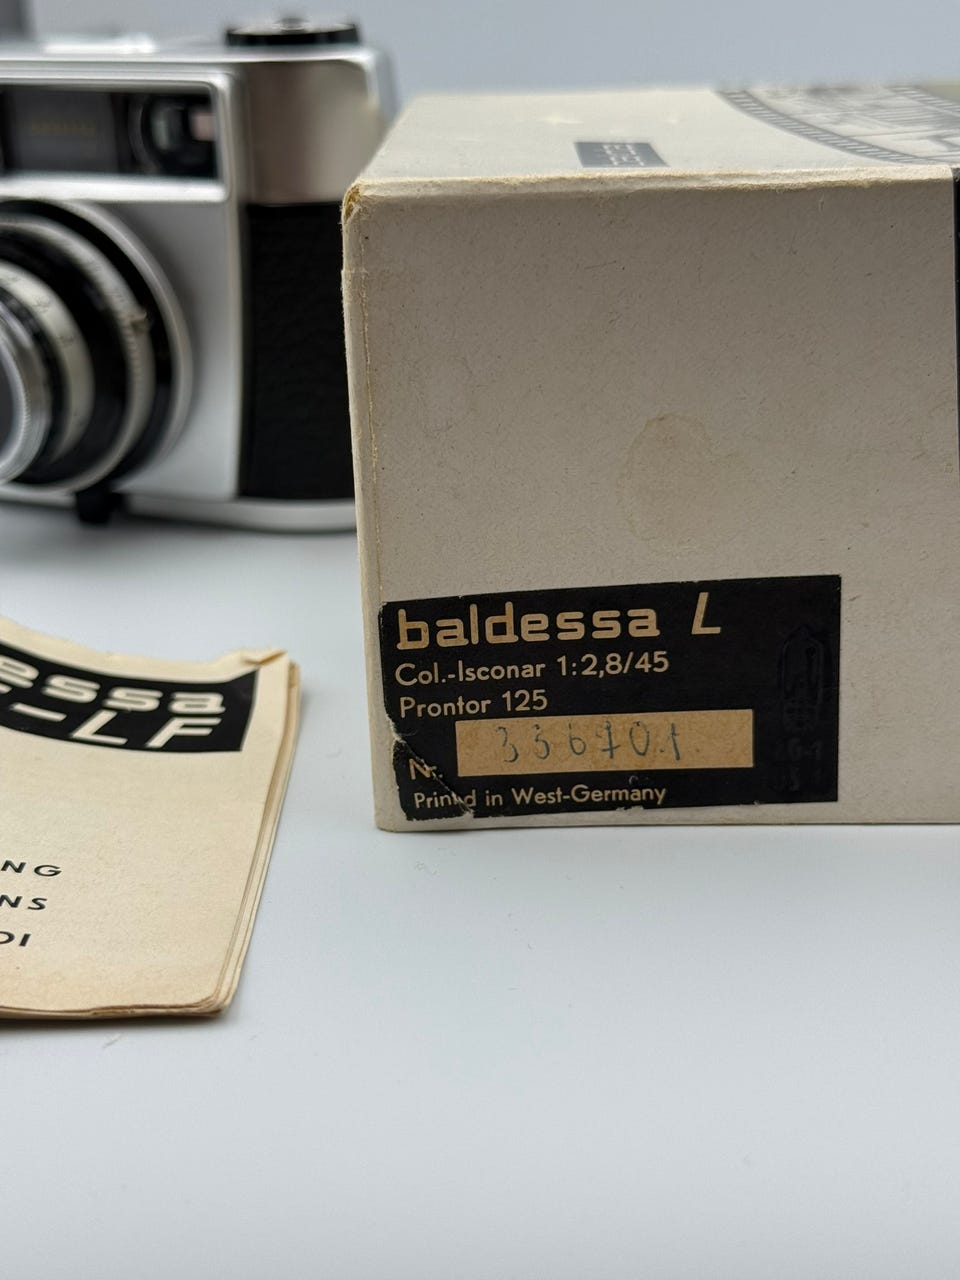 baldessa L
Col.-Isconar 1:2,8/45
Prontor 125
Nr. 336701
Printed in West-Germany
essa
-LF
NG
NS
DI